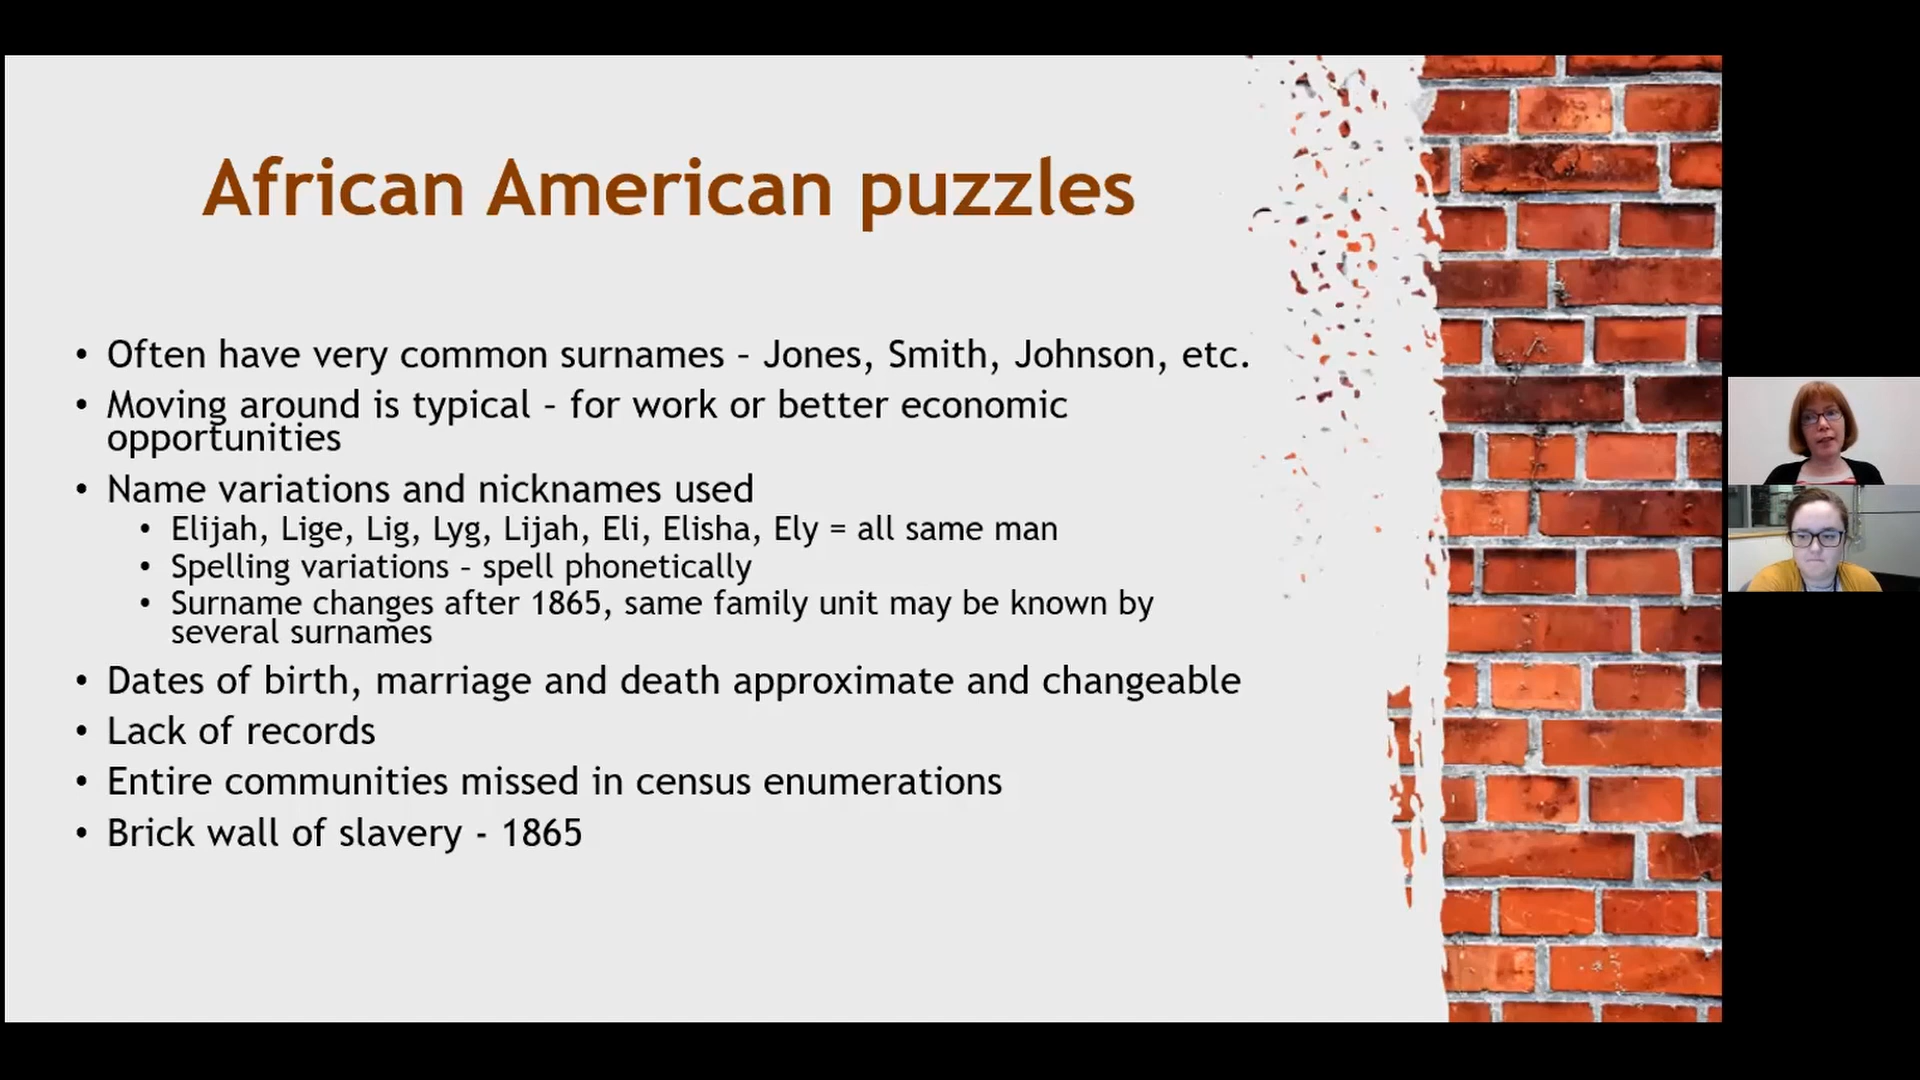 African American puzzles
• Often have very common surnames – Jones, Smith, Johnson, etc.
• Moving around is typical – for work or better economic
opportunities
• Name variations and nicknames used
• Elijah, Lige, Lig, Lyg, Lijah, Eli, Elisha, Ely = all same man
• Spelling variations – spell phonetically
• Surname changes after 1865, same family unit may be known by
several surnames
• Dates of birth, marriage and death approximate and changeable
• Lack of records
• Entire communities missed in census enumerations
• Brick wall of slavery - 1865